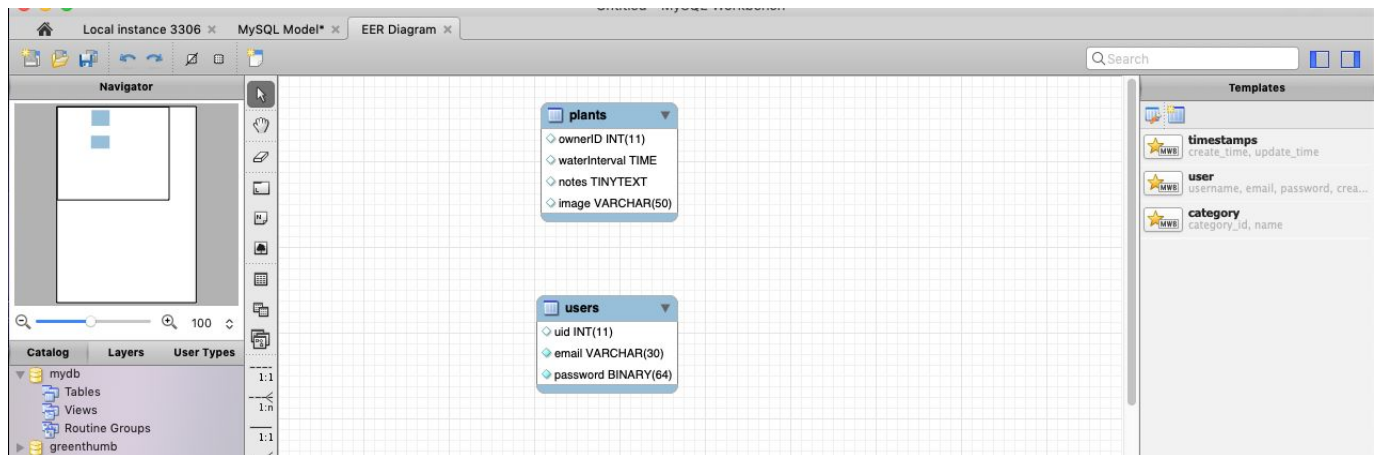 Untitled - MySQL Workbench
Local instance 3306 × MySQL Model* × EER Diagram ×
Search
Navigator
Templates
plants
ownerID INT(11)
waterInterval TIME
notes TINYTEXT
image VARCHAR(50)
timestamps
create_time, update_time
user
username, email, password, crea...
category
category_id, name
MWB
MWB
MWB
users
uid INT(11)
email VARCHAR(30)
password BINARY(64)
100
Catalog Layers User Types
mydb
Tables
Views
Routine Groups
greenthumb
1:1
1:n
1:1